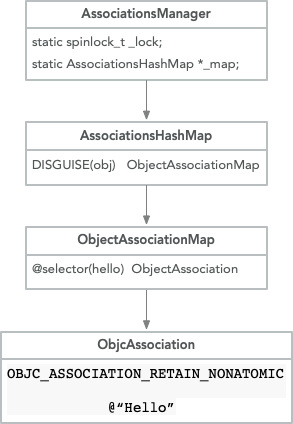 AssociationsManager
static spinlock_t _lock;
static AssociationsHashMap *_map;
AssociationsHashMap
DISGUISE(obj) ObjectAssociationMap
ObjectAssociationMap
@selector(hello) ObjectAssociation
ObjcAssociation
OBJC_ASSOCIATION_RETAIN_NONATOMIC
@“Hello”